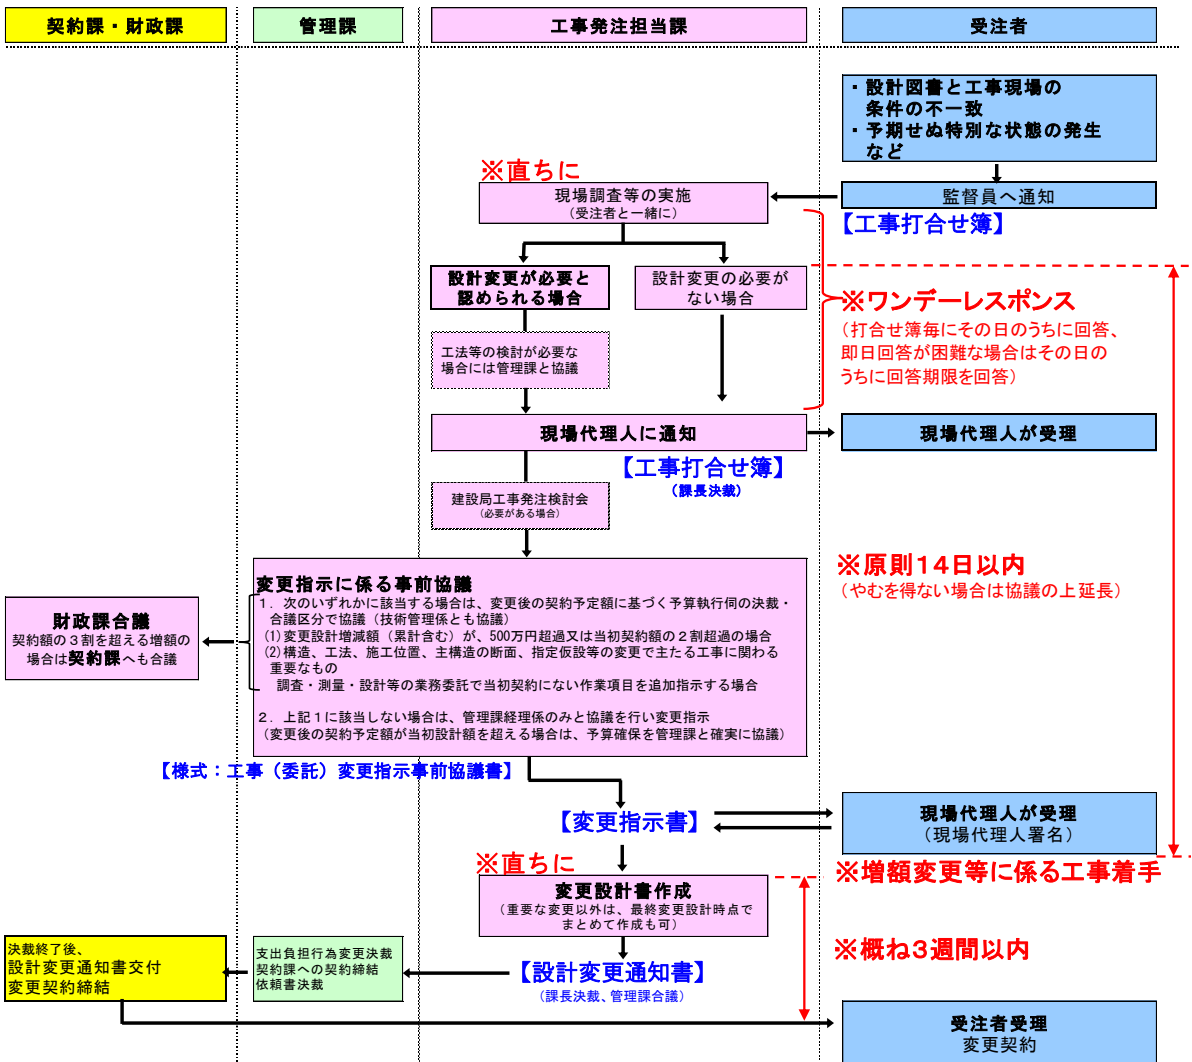 契約課・財政課
管理課
工事発注担当課
受注者
・設計図書と工事現場の
条件の不一致
・予期せぬ特別な状態の発生
など
※直ちに
現場調査等の実施
(受注者と一緒に)
監督員へ通知
【工事打合せ簿】
設計変更が必要と
認められる場合
設計変更の必要が
ない場合
※ワンデーレスポンス
(打合せ簿毎にその日のうちに回答、
即日回答が困難な場合はその日の
うちに回答期限を回答)
工法等の検討が必要な
場合には管理課と協議
現場代理人に通知
現場代理人が受理
【工事打合せ簿】
(課長決裁)
建設局工事発注検討会
(必要がある場合)
※原則14日以内
(やむを得ない場合は協議の上延長)
変更指示に係る事前協議
1. 次のいずれかに該当する場合は、変更後の契約予定額に基づく予算執行伺の決裁・
合議区分で協議(技術管理係とも協議)
(1)変更設計増減額(累計含む)が、500万円超過又は当初契約額の2割超過の場合
(2)構造、工法、施工位置、主構造の断面、指定仮設等の変更で主たる工事に関わる
重要なもの
調査・測量・設計等の業務委託で当初契約にない作業項目を追加指示する場合
2. 上記1に該当しない場合は、管理課経理係のみと協議を行い変更指示
(変更後の契約予定額が当初設計額を超える場合は、予算確保を管理課と確実に協議)
財政課合議
契約額の3割を超える増額の
場合は契約課へも合議
【様式:工事(委託)変更指示事前協議書】
【変更指示書】
現場代理人が受理
(現場代理人署名)
※直ちに
※増額変更等に係る工事着手
変更設計書作成
(重要な変更以外は、最終変更設計時点で
まとめて作成も可)
※概ね3週間以内
【設計変更通知書】
(課長決裁、管理課合議)
支出負担行為変更決裁
契約課への契約締結
依頼書決裁
決裁終了後、
設計変更通知書交付
変更契約締結
受注者受理
変更契約